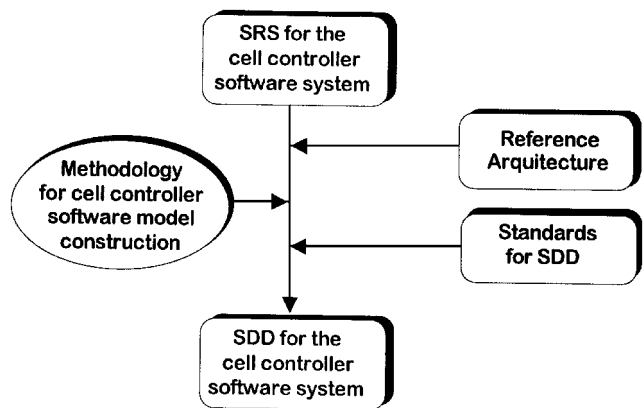 SRS for the
cell controller
software system
Reference
Arquitecture
Methodology
for cell controller
software model
construction
Standards
for SDD
SDD for the
cell controller
software system